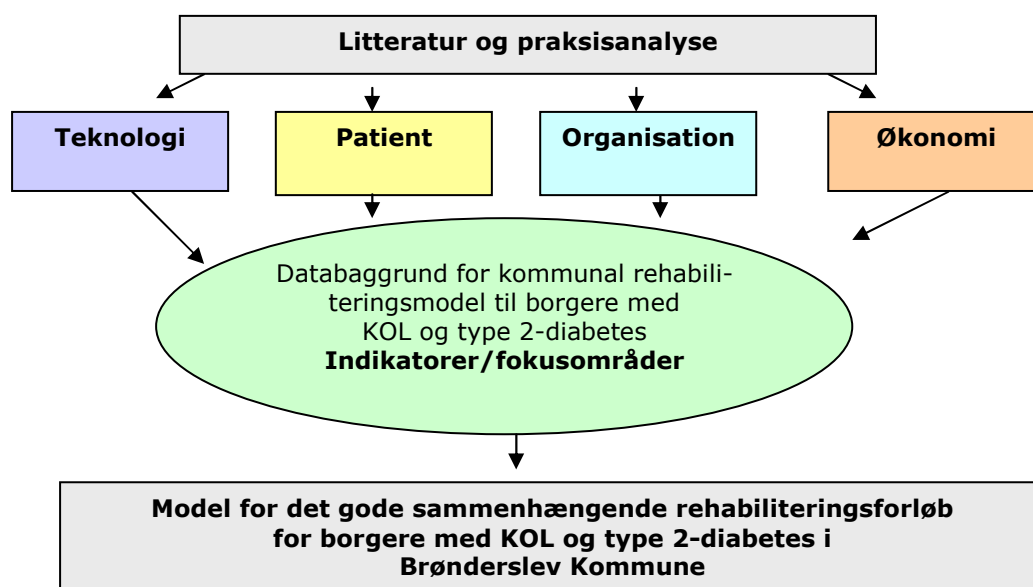 Litteratur og praksisanalyse
Teknologi
Patient
Organisation
Økonomi
Databaggrund for kommunal rehabili-
teringsmodel til borgere med
KOL og type 2-diabetes
Indikatorer/fokusområder
Model for det gode sammenhængende rehabiliteringsforløb
for borgere med KOL og type 2-diabetes i
Brønderslev Kommune